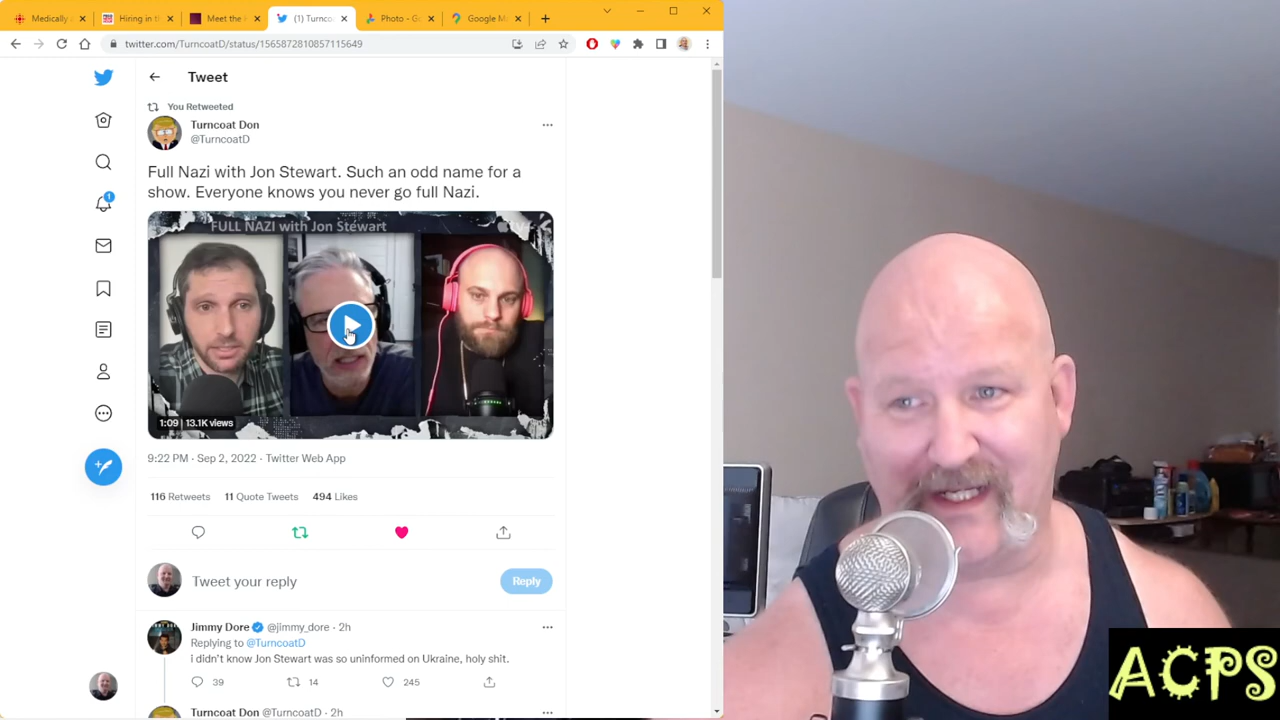 Medically a
Hiring in th
Meet the
(1) Turnco
Photo - G
Google M
twitter.com/TurncoatD/status/1565872810857115649
Tweet
You Retweeted
Turncoat Don
@TurncoatD
Full Nazi with Jon Stewart. Such an odd name for a
show. Everyone knows you never go full Nazi.
FULL NAZI with Jon Stewart
1:09 | 13.1K views
9:22 PM · Sep 2, 2022 · Twitter Web App
116 Retweets 11 Quote Tweets 494 Likes
Tweet your reply
Reply
Jimmy Dore @jimmy_dore · 2h
Replying to @TurncoatD
i didn't know Jon Stewart was so uninformed on Ukraine, holy shit.
39 14 245
Turncoat Don @TurncoatD · 2h
1
ACPS